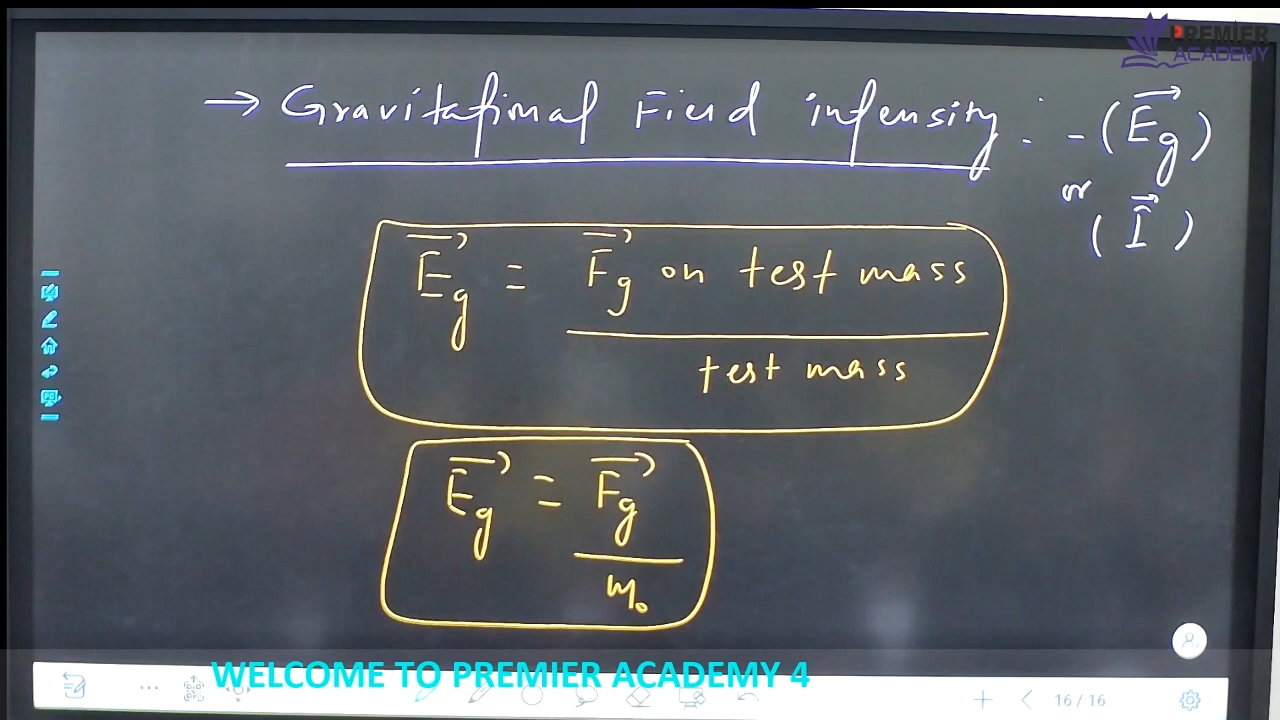 PREMIER
ACADEMY
→ Gravitational Field intensity : - (E⃗g)
or
(I⃗)
E⃗g = F⃗g on test mass
test mass
E⃗g = F⃗g
m₀
WELCOME TO PREMIER ACADEMY 4
16/16